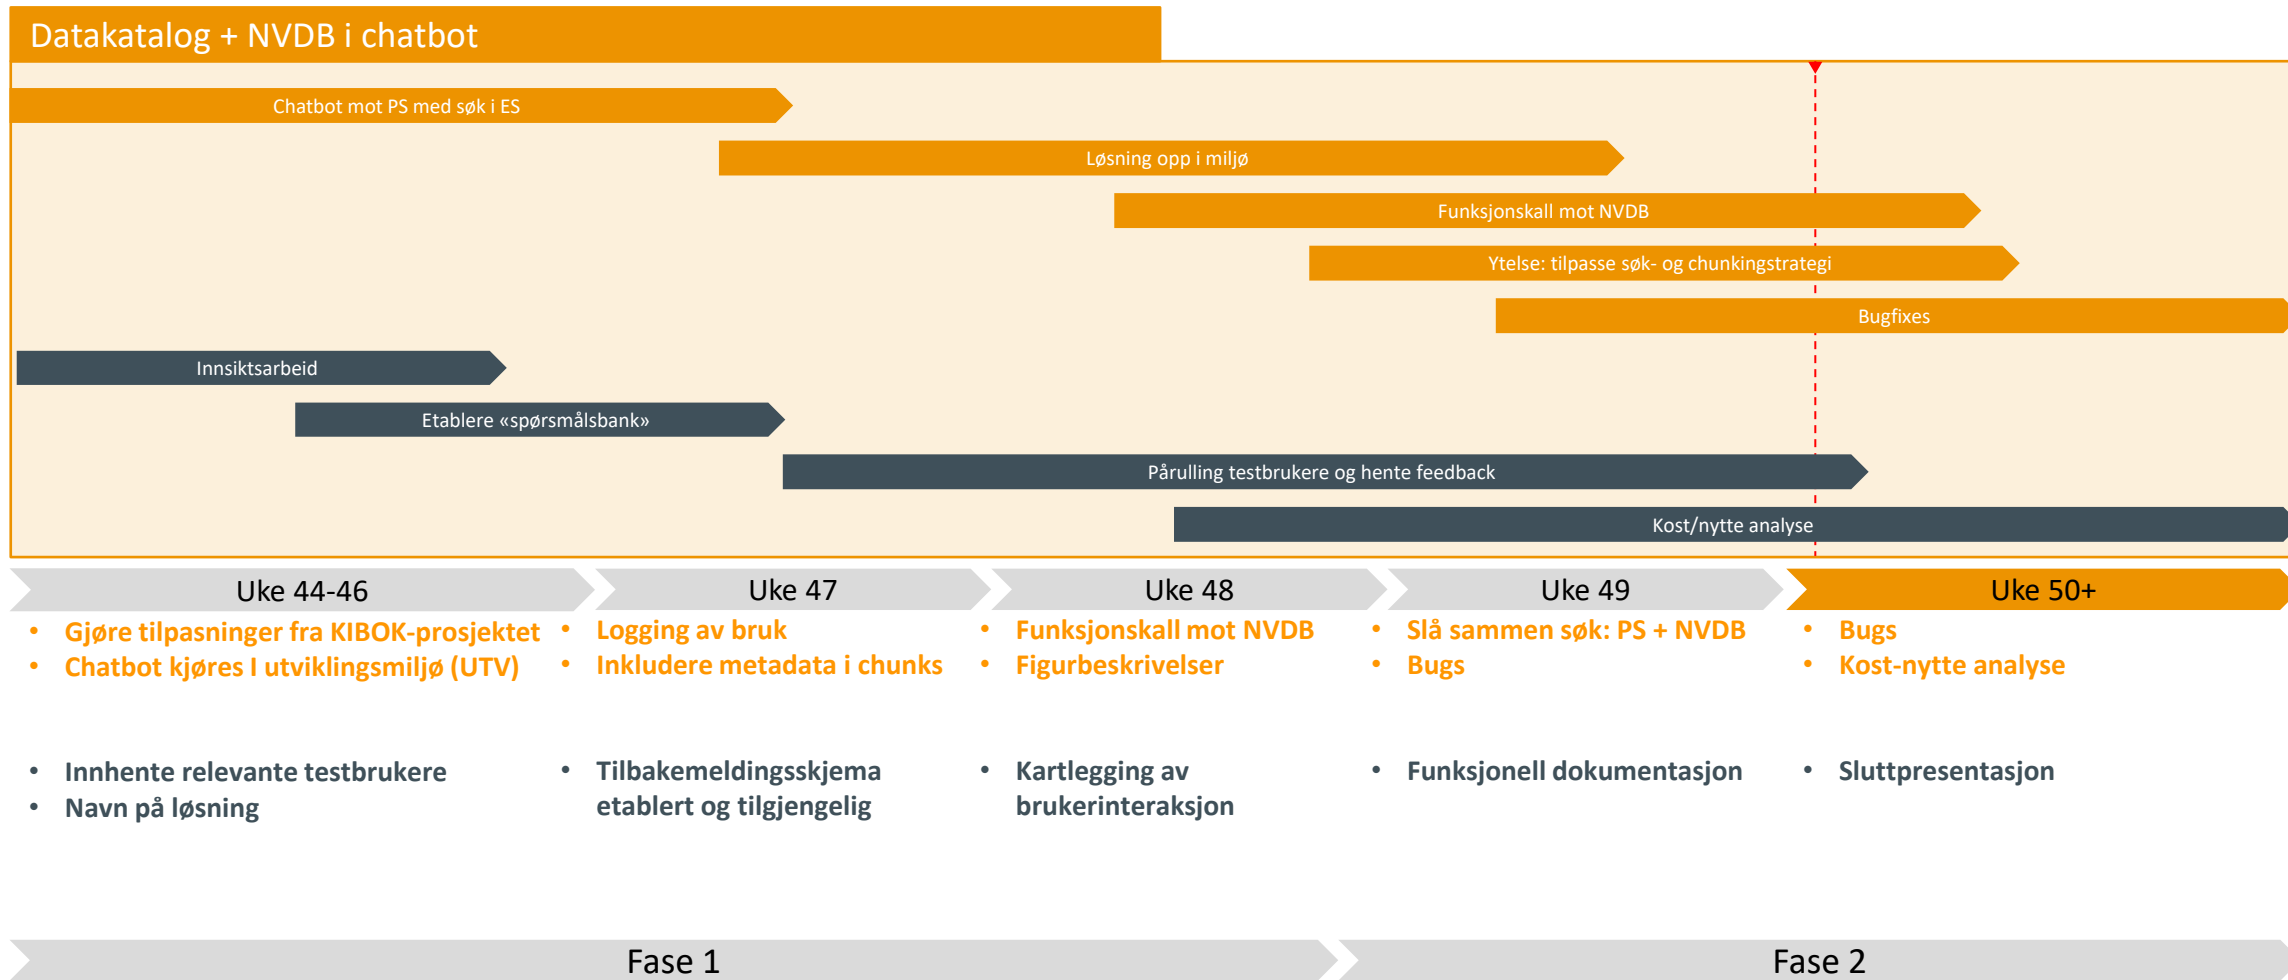 Datakatalog + NVDB i chatbot
Chatbot mot PS med søk i ES
Løsning opp i miljø
Funksjonskall mot NVDB
Ytelse: tilpasse søk- og chunkingstrategi
Bugfixes
Innsiktsarbeid
Etablere «spørsmålsbank»
Pårulling testbrukere og hente feedback
Kost/nytte analyse
Uke 44-46
• Gjøre tilpasninger fra KIBOK-prosjektet
• Chatbot kjøres I utviklingsmiljø (UTV)
• Innhente relevante testbrukere
• Navn på løsning
Uke 47
• Logging av bruk
• Inkludere metadata i chunks
• Tilbakemeldingsskjema
etablert og tilgjengelig
Uke 48
• Funksjonskall mot NVDB
• Figurbeskrivelser
• Kartlegging av
brukerinteraksjon
Uke 49
• Slå sammen søk: PS + NVDB
• Bugs
• Funksjonell dokumentasjon
Uke 50+
• Bugs
• Kost-nytte analyse
• Sluttpresentasjon
Fase 1
Fase 2